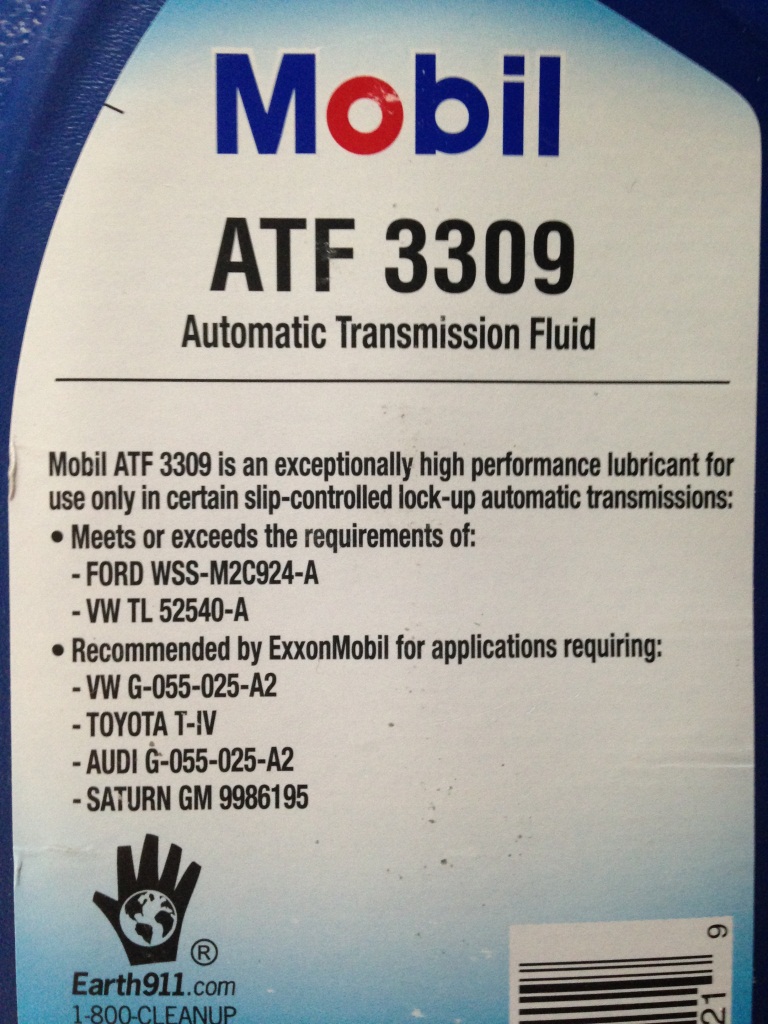 Mobil
ATF 3309
Automatic Transmission Fluid
Mobil ATF 3309 is an exceptionally high performance lubricant for
use only in certain slip-controlled lock-up automatic transmissions:
• Meets or exceeds the requirements of:
- FORD WSS-M2C924-A
- VW TL 52540-A
• Recommended by ExxonMobil for applications requiring:
- VW G-055-025-A2
- TOYOTA T-IV
- AUDI G-055-025-A2
- SATURN GM 9986195
®
Earth911.com
1-800-CLEANUP
21 9